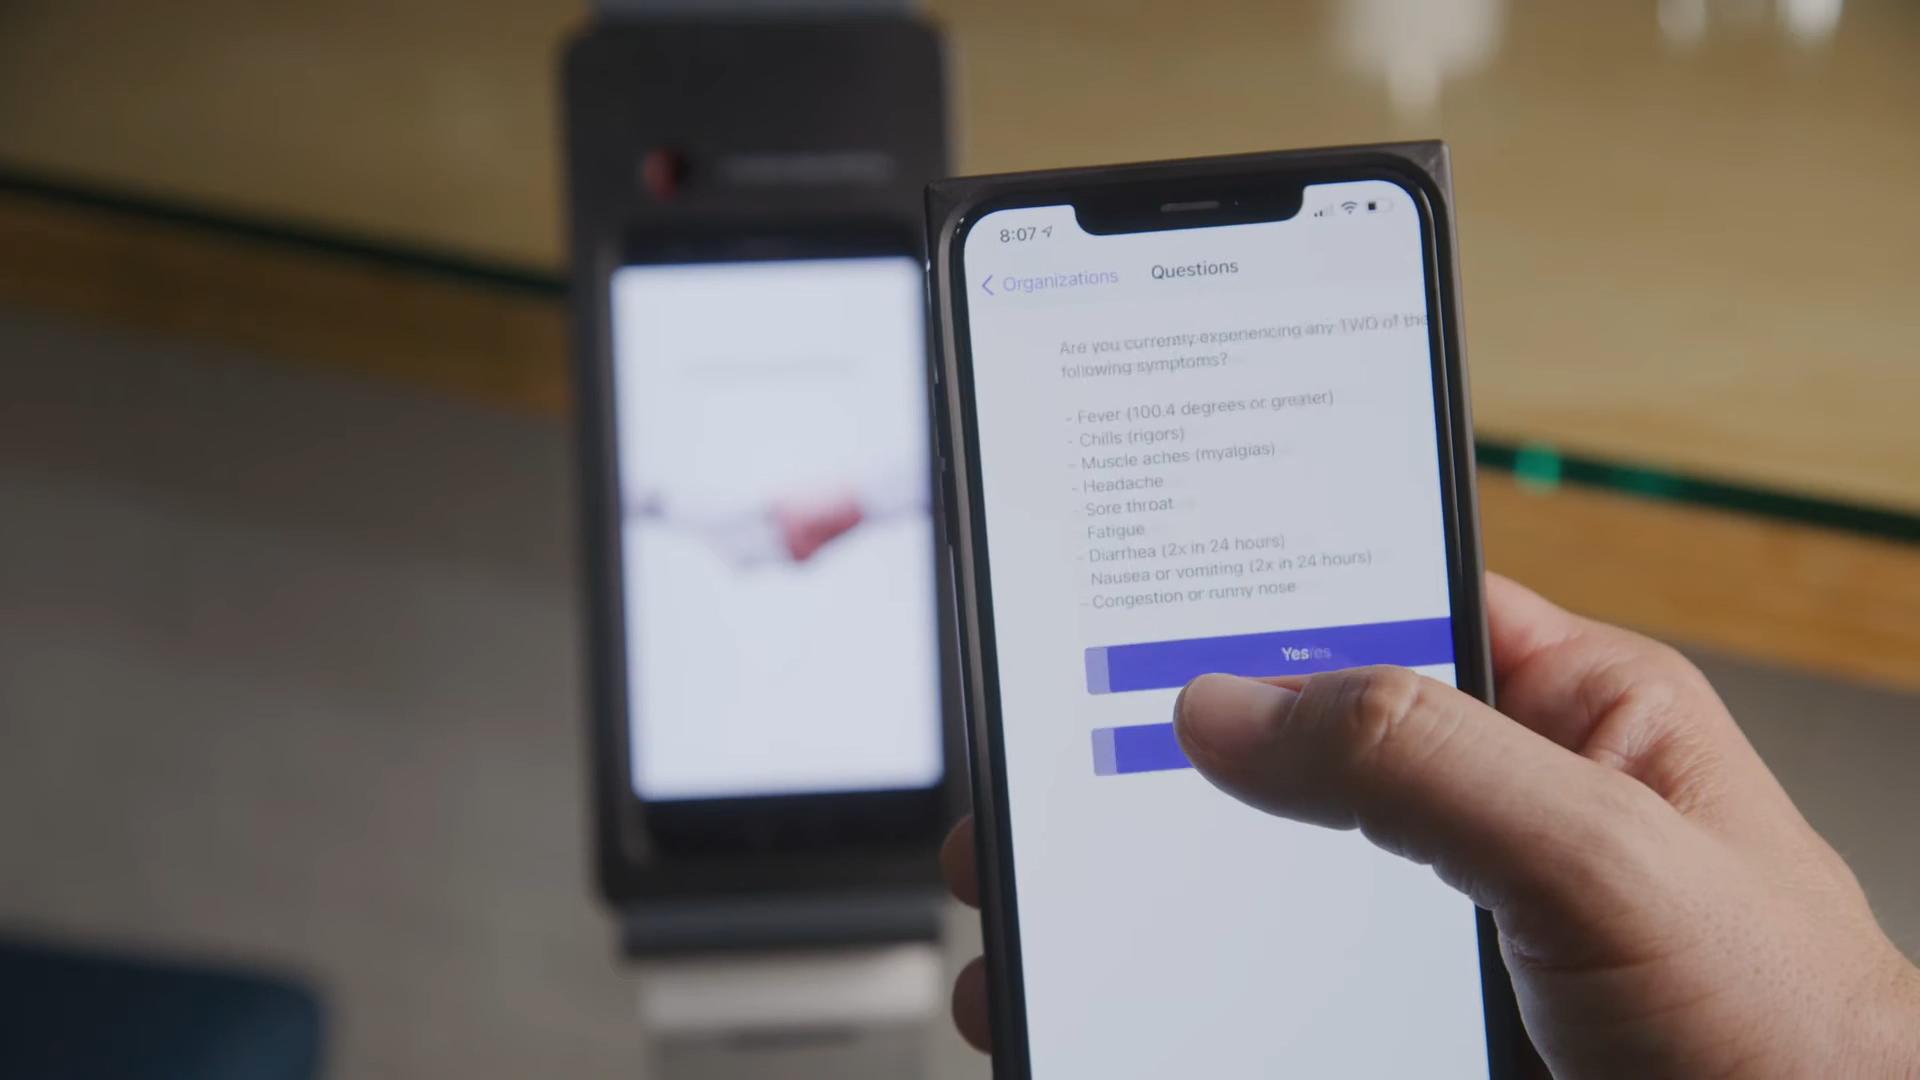 8:07
Organizations
Questions
Are you currently experiencing any TWO of the
following symptoms?
- Fever (100.4 degrees or greater)
- Chills (rigors)
- Muscle aches (myalgias)
- Headache
- Sore throat
Fatigue
- Diarrhea (2x in 24 hours)
Nausea or vomiting (2x in 24 hours)
- Congestion or runny nose
Yes